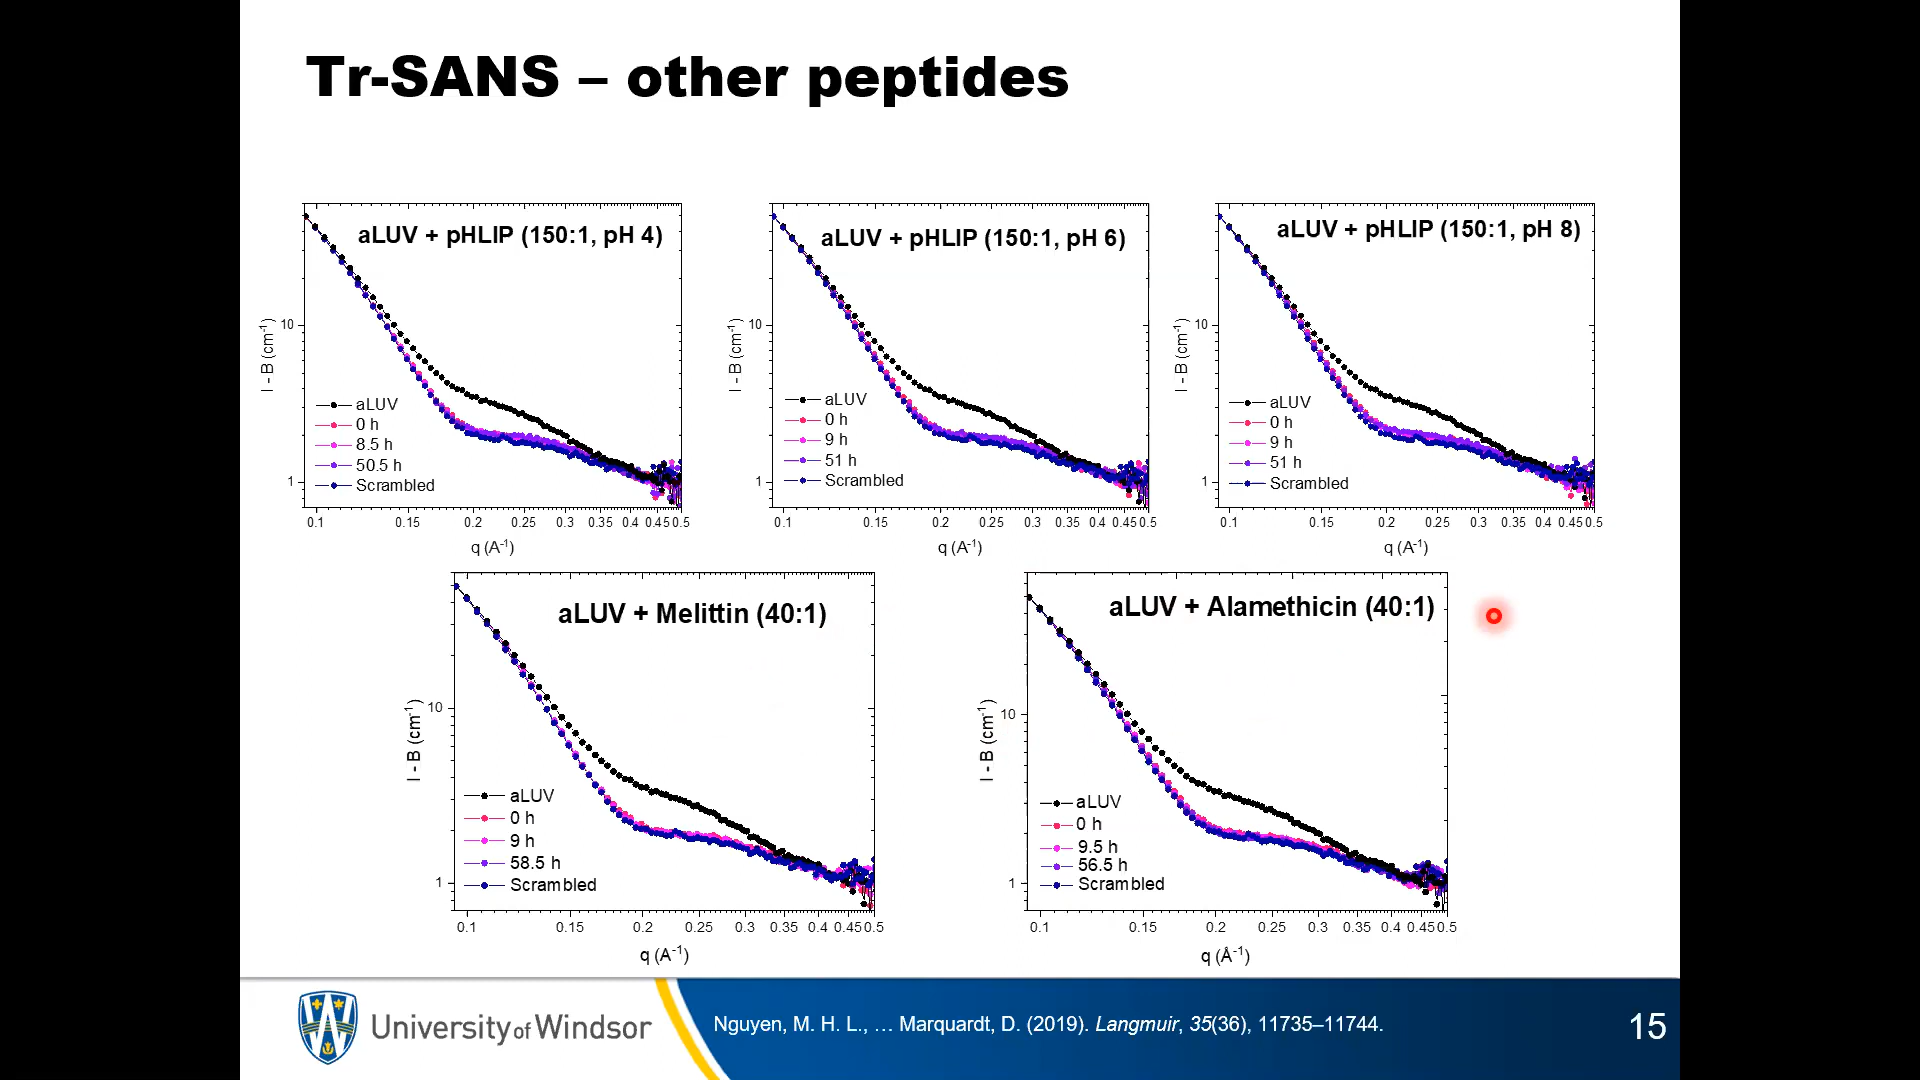 Tr-SANS – other peptides
aLUV + pHLIP (150:1, pH 4)
I - B (cm-1)
10
1
aLUV
0 h
8.5 h
50.5 h
Scrambled
0.1 0.15 0.2 0.25 0.3 0.35 0.4 0.45 0.5
q (A-1)
aLUV + pHLIP (150:1, pH 6)
I - B (cm-1)
10
1
aLUV
0 h
9 h
51 h
Scrambled
0.1 0.15 0.2 0.25 0.3 0.35 0.4 0.45 0.5
q (A-1)
aLUV + pHLIP (150:1, pH 8)
I - B (cm-1)
10
1
aLUV
0 h
9 h
51 h
Scrambled
0.1 0.15 0.2 0.25 0.3 0.35 0.4 0.45 0.5
q (A-1)
aLUV + Melittin (40:1)
I - B (cm-1)
10
1
aLUV
0 h
9 h
58.5 h
Scrambled
0.1 0.15 0.2 0.25 0.3 0.35 0.4 0.45 0.5
q (A-1)
aLUV + Alamethicin (40:1)
I - B (cm-1)
10
1
aLUV
0 h
9.5 h
56.5 h
Scrambled
0.1 0.15 0.2 0.25 0.3 0.35 0.4 0.45 0.5
q (Å-1)
University of Windsor
Nguyen, M. H. L., … Marquardt, D. (2019). Langmuir, 35(36), 11735–11744.
15